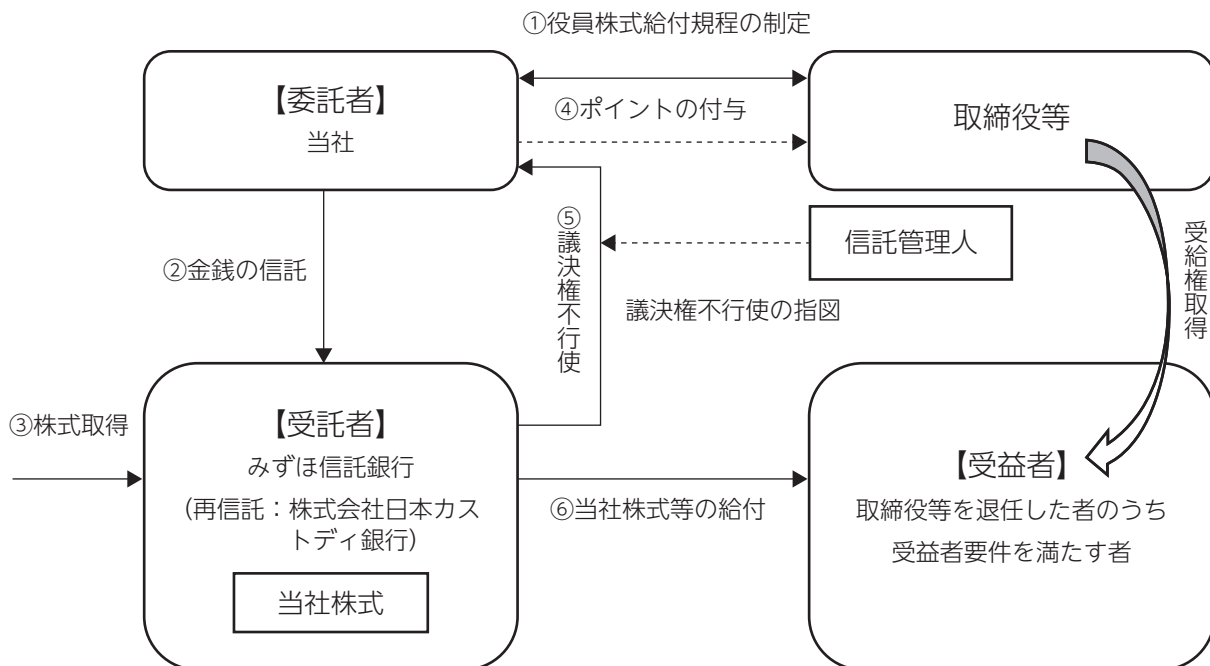 ①役員株式給付規程の制定
【委託者】
当社
④ポイントの付与
取締役等
②金銭の信託
⑤議決権不行使
信託管理人
議決権不行使の指図
受給権取得
③株式取得
【受託者】
みずほ信託銀行
(再信託：株式会社日本カス
トディ銀行)
当社株式
⑥当社株式等の給付
【受益者】
取締役等を退任した者のうち
受益者要件を満たす者